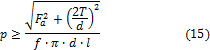 p ≥ √(F_a² + (2T/d)²) / (f · π · d · l) (15)